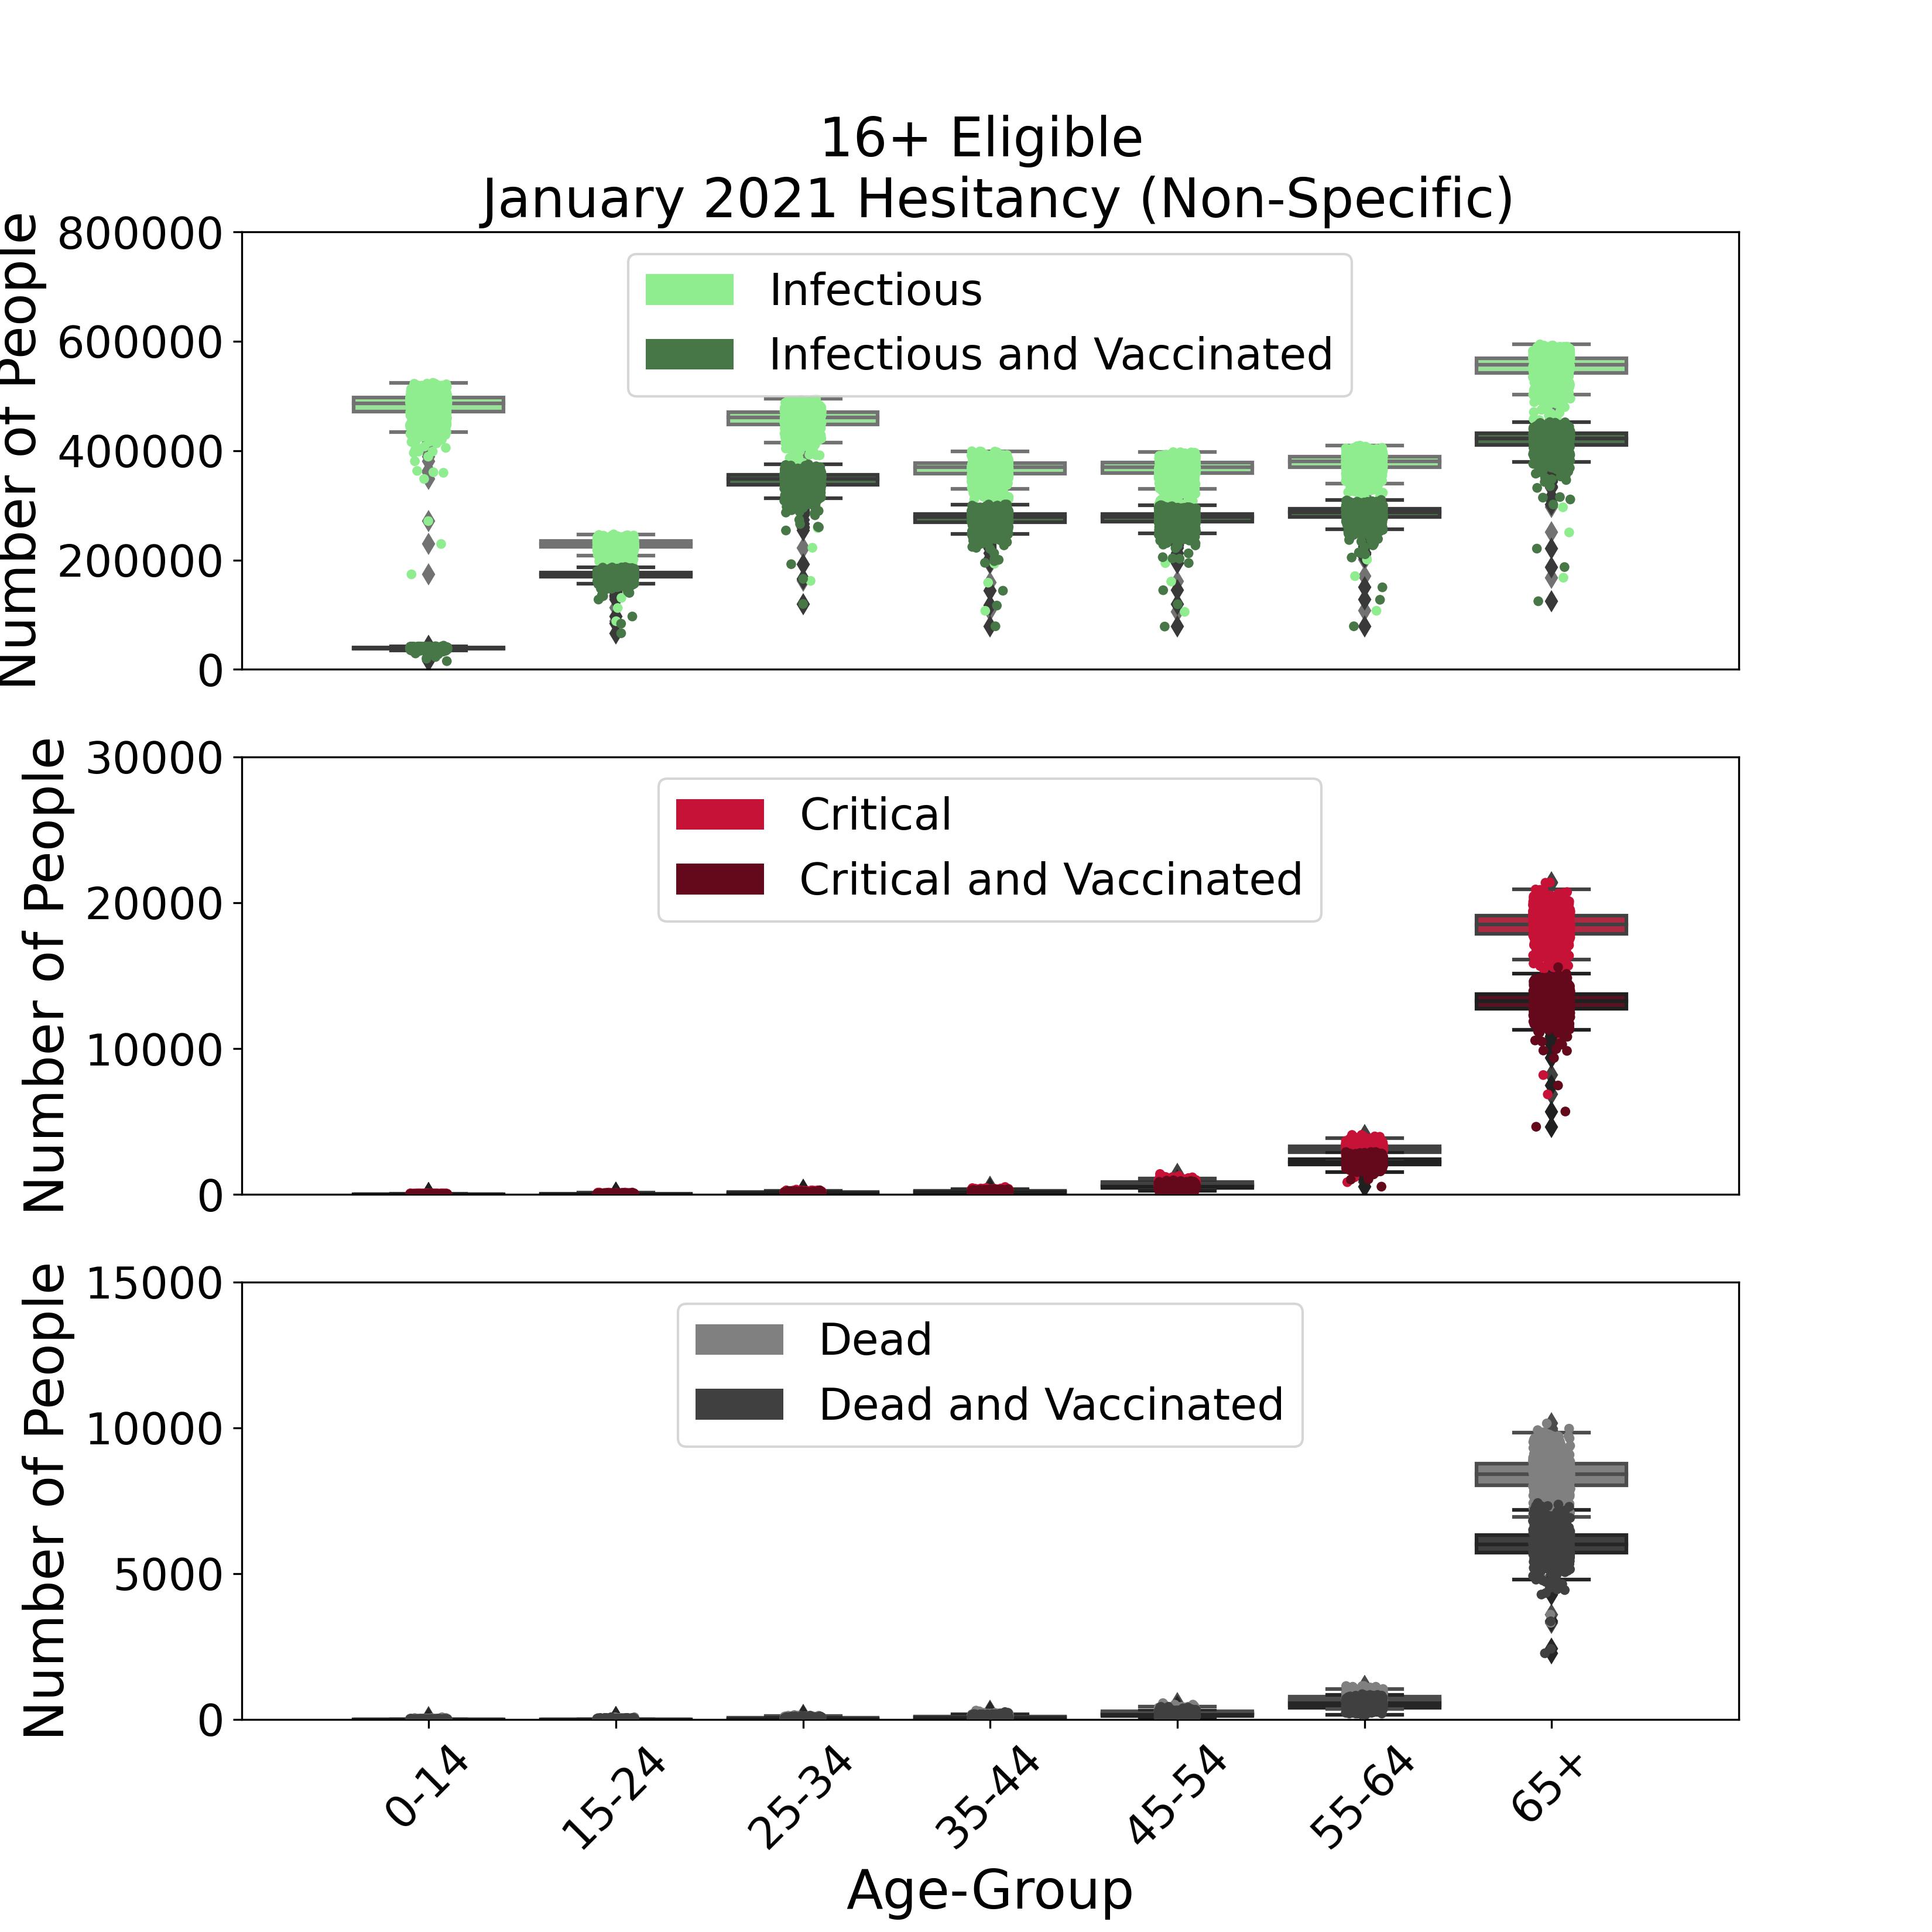 16+ Eligible
January 2021 Hesitancy (Non-Specific)
Number of People
800000
600000
400000
200000
0
Infectious
Infectious and Vaccinated
Number of People
30000
20000
10000
0
Critical
Critical and Vaccinated
Number of People
15000
10000
5000
0
Dead
Dead and Vaccinated
0-14
15-24
25-34
35-44
45-54
55-64
65+
Age-Group